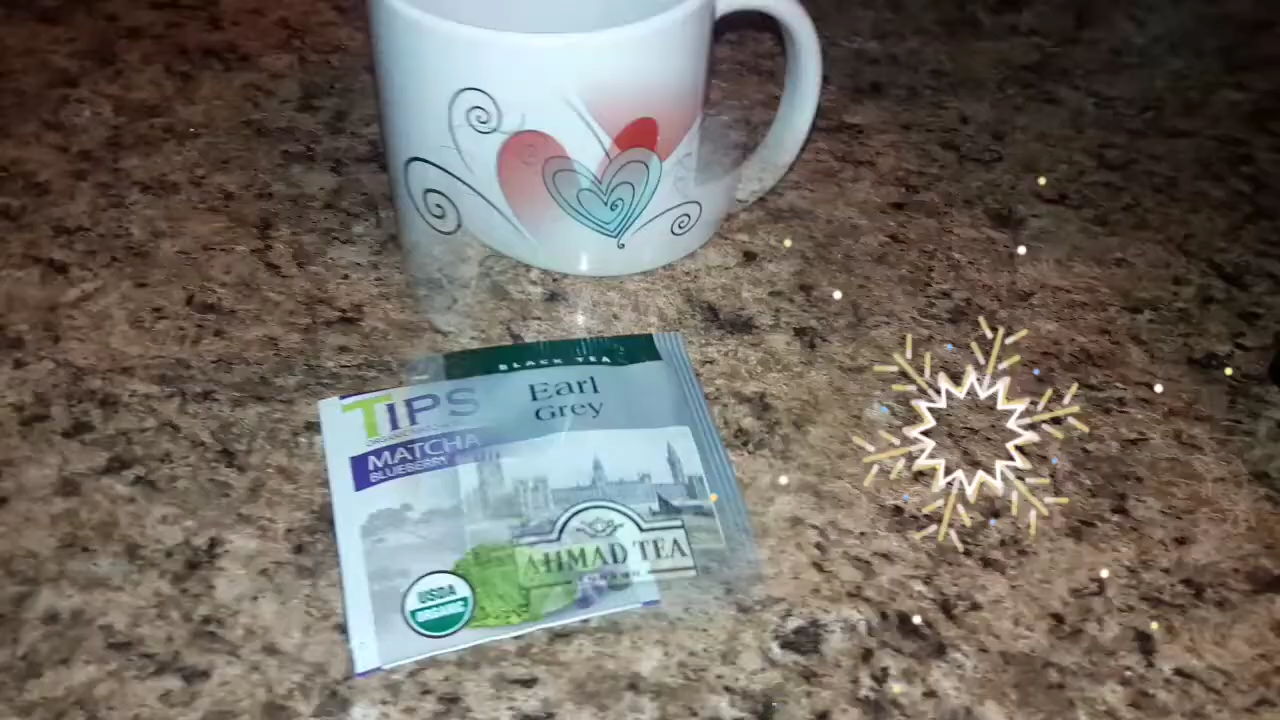 BLACK TEA
Earl
Grey
TIPS
MATCHA
BLUEBERRY
AHMAD TEA
USDA
ORGANIC